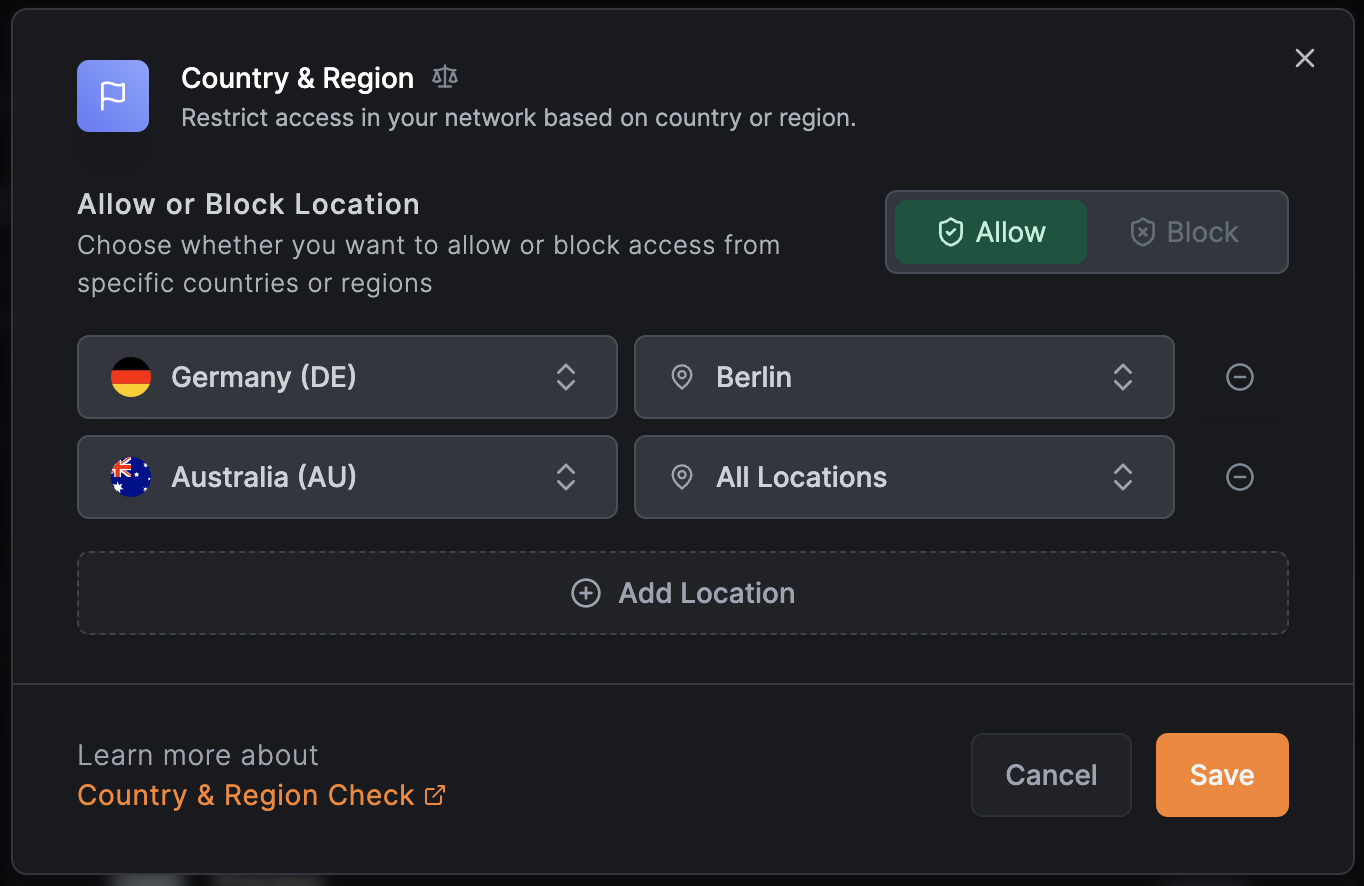 Country & Region
Restrict access in your network based on country or region.
Allow or Block Location
Choose whether you want to allow or block access from
specific countries or regions
Allow
Block
Germany (DE)
Berlin
Australia (AU)
All Locations
Add Location
Learn more about
Country & Region Check
Cancel
Save